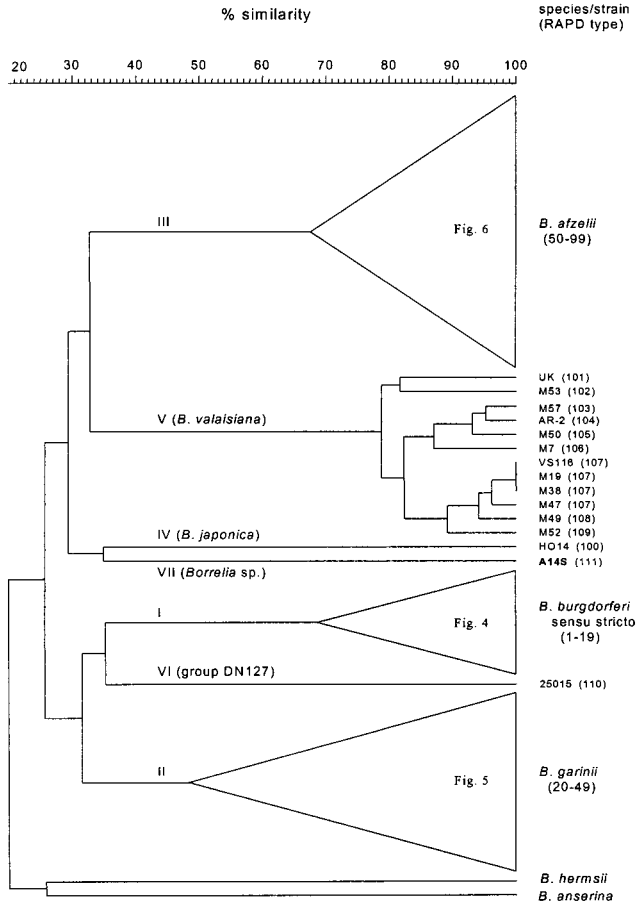 % similarity
species/strain
(RAPD type)
20 30 40 50 60 70 80 90 100
III
Fig. 6
B. afzelii
(50-99)
UK (101)
M53 (102)
V (B. valaisiana)
M57 (103)
AR-2 (104)
M50 (105)
M7 (106)
VS116 (107)
M19 (107)
M38 (107)
M47 (107)
M49 (108)
M52 (109)
IV (B. japonica)
HO14 (100)
A14S (111)
VII (Borrelia sp.)
I
Fig. 4
B. burgdorferi
sensu stricto
(1-19)
VI (group DN127)
25015 (110)
II
Fig. 5
B. garinii
(20-49)
B. hermsii
B. anserina